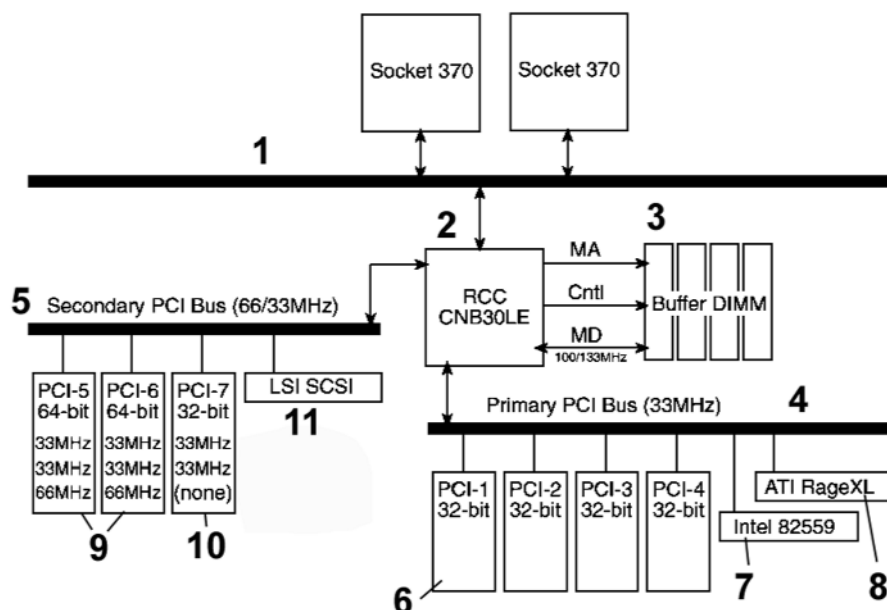 Socket 370
Socket 370
1
2
3
MA
Cntl
MD
100/133MHz
RCC
CNB30LE
Buffer DIMM
5
Secondary PCI Bus (66/33MHz)
PCI-5
64-bit
33MHz
33MHz
66MHz
PCI-6
64-bit
33MHz
33MHz
66MHz
PCI-7
32-bit
33MHz
33MHz
(none)
LSI SCSI
11
9
10
Primary PCI Bus (33MHz)
4
PCI-1
32-bit
PCI-2
32-bit
PCI-3
32-bit
PCI-4
32-bit
ATI RageXL
Intel 82559
6
7
8